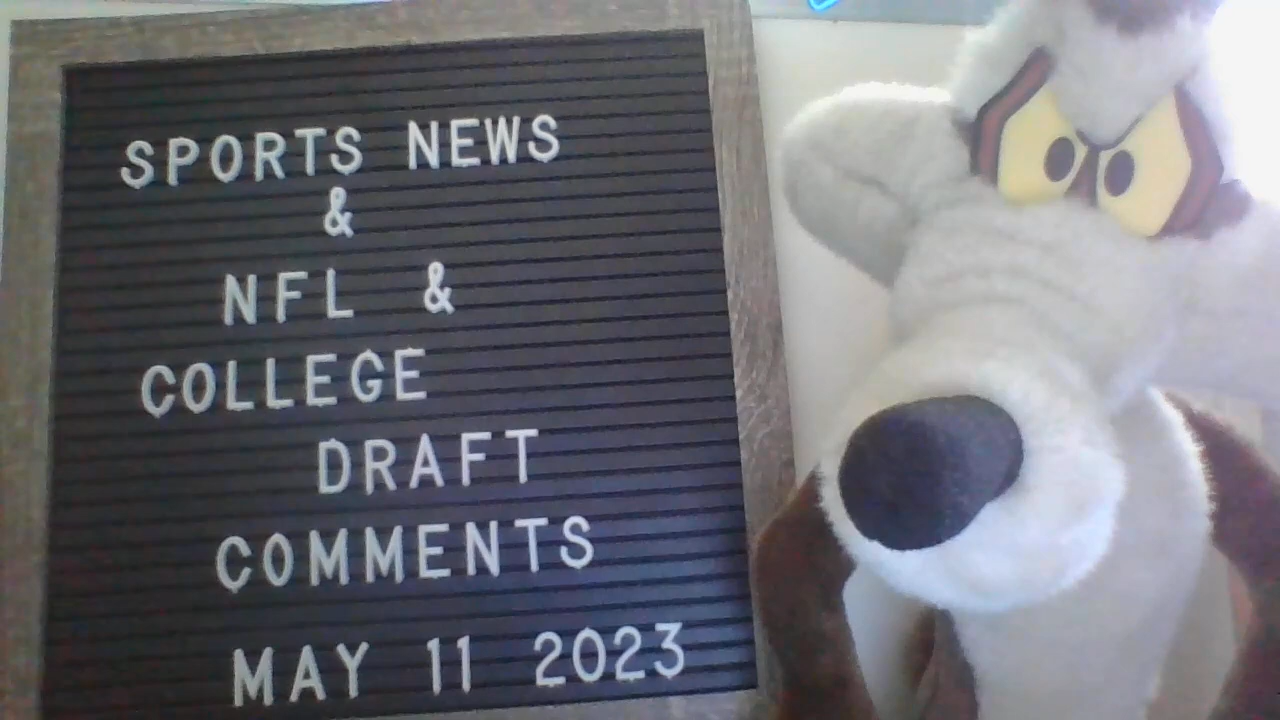 SPORTS NEWS
&
NFL &
COLLEGE
DRAFT
COMMENTS
MAY 11 2023